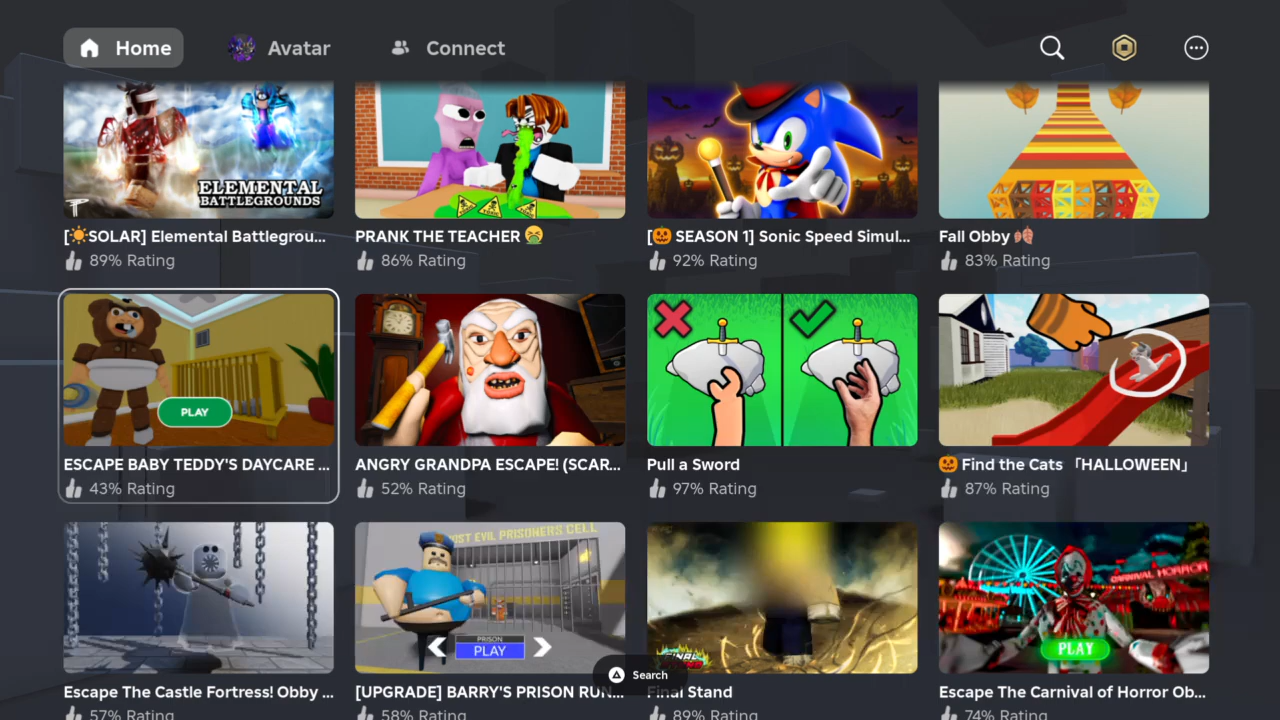 Home
Avatar
Connect
ELEMENTAL
BATTLEGROUNDS
[☀️SOLAR] Elemental Battlegrou...
89% Rating
PRANK THE TEACHER 🤮
86% Rating
[🎃 SEASON 1] Sonic Speed Simul...
92% Rating
Fall Obby 🍂
83% Rating
PLAY
ESCAPE BABY TEDDY'S DAYCARE ...
43% Rating
ANGRY GRANDPA ESCAPE! (SCAR...
52% Rating
Pull a Sword
97% Rating
🎃 Find the Cats 「HALLOWEEN」
87% Rating
Escape The Castle Fortress! Obby ...
57% Rating
EVIL PRISONERS CELL
PRISON
PLAY
[UPGRADE] BARRY'S PRISON RUN...
58% Rating
Search
Final Stand
89% Rating
CARNIVAL HORROR
PLAY
Escape The Carnival of Horror Ob...
74% Rating